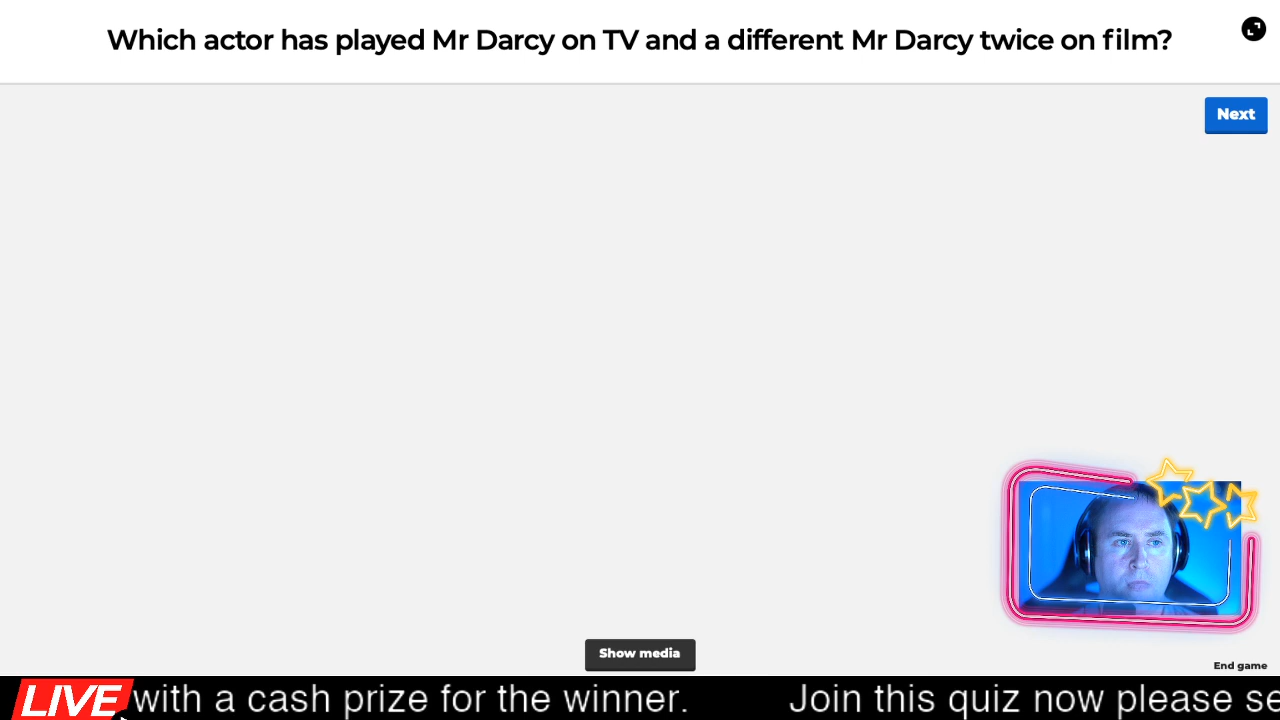 Which actor has played Mr Darcy on TV and a different Mr Darcy twice on film?
Next
Show media
End game
LIVE with a cash prize for the winner. Join this quiz now please se